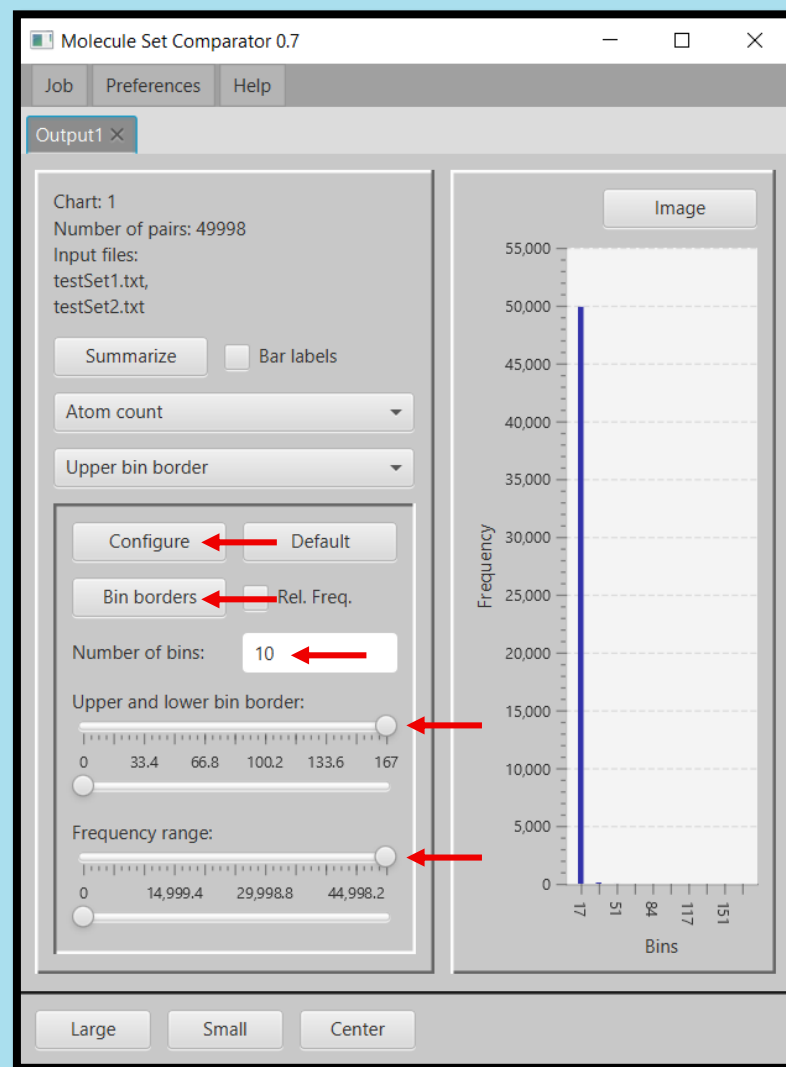 Molecule Set Comparator 0.7
Job Preferences Help
Output1
Chart: 1
Number of pairs: 49998
Input files:
testSet1.txt,
testSet2.txt
Summarize Bar labels
Atom count
Upper bin border
Configure Default
Bin borders Rel. Freq.
Number of bins: 10
Upper and lower bin border:
0 33.4 66.8 100.2 133.6 167
Frequency range:
0 14,999.4 29,998.8 44,998.2
Image
55,000
50,000
45,000
40,000
35,000
30,000
25,000
20,000
15,000
10,000
5,000
0
Frequency
17 51 84 117 151
Bins
Large Small Center